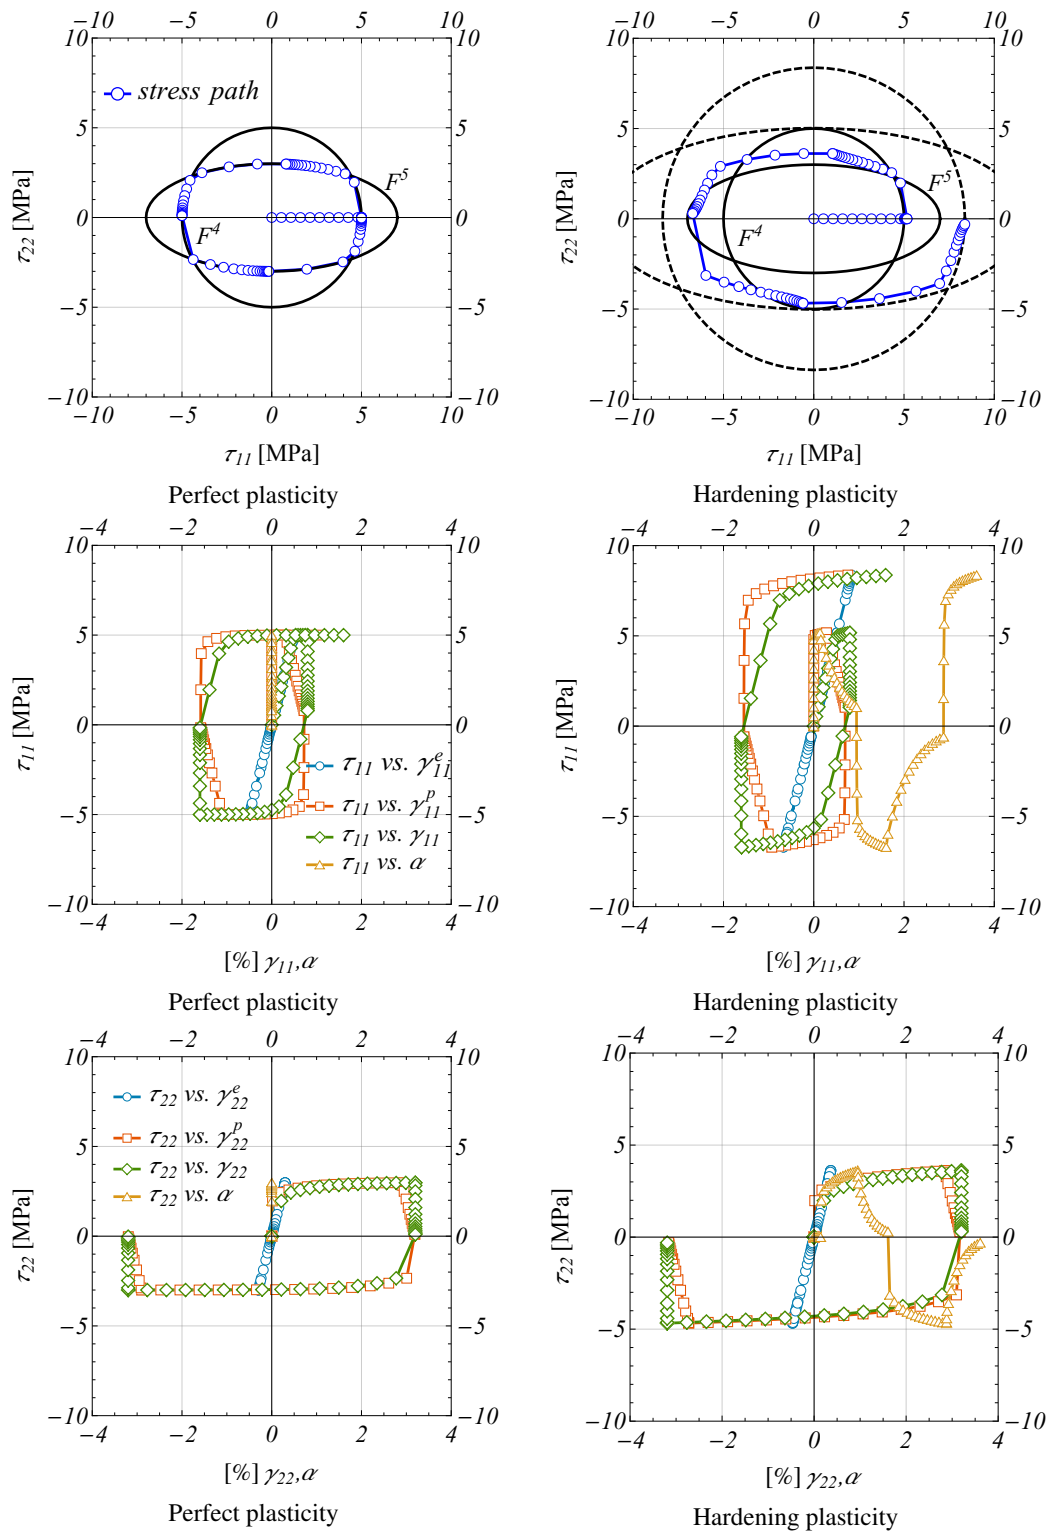 −10 −5 0 5 10
10
5
0
−5
−10
10
5
0
−5
−10
stress path
F⁵
F⁴
τ₂₂ [MPa]
−10 −5 0 5 10
τ₁₁ [MPa]
Perfect plasticity
−10 −5 0 5 10
10
5
0
−5
−10
10
5
0
−5
−10
F⁵
F⁴
τ₂₂ [MPa]
−10 −5 0 5 10
τ₁₁ [MPa]
Hardening plasticity
−4 −2 0 2 4
10
5
0
−5
−10
10
5
0
−5
−10
τ₁₁ [MPa]
τ₁₁ vs. γ₁₁ᵉ
τ₁₁ vs. γ₁₁ᵖ
τ₁₁ vs. γ₁₁
τ₁₁ vs. α
−4 −2 0 2 4
[%] γ₁₁,α
Perfect plasticity
−4 −2 0 2 4
10
5
0
−5
−10
10
5
0
−5
−10
τ₁₁ [MPa]
−4 −2 0 2 4
[%] γ₁₁,α
Hardening plasticity
−4 −2 0 2 4
10
5
0
−5
−10
10
5
0
−5
−10
τ₂₂ vs. γ₂₂ᵉ
τ₂₂ vs. γ₂₂ᵖ
τ₂₂ vs. γ₂₂
τ₂₂ vs. α
τ₂₂ [MPa]
−4 −2 0 2 4
[%] γ₂₂,α
Perfect plasticity
−4 −2 0 2 4
10
5
0
−5
−10
10
5
0
−5
−10
τ₂₂ [MPa]
−4 −2 0 2 4
[%] γ₂₂,α
Hardening plasticity